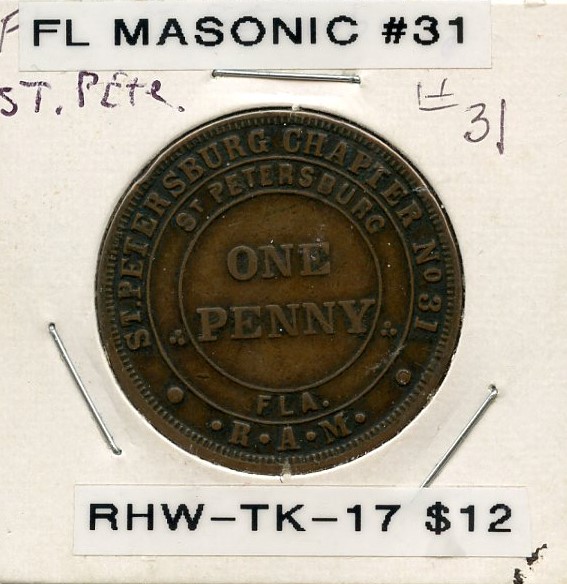 F
FL MASONIC #31
ST. PEte.
# 31
ST. PETERSBURG CHAPTER NO 31
ST PETERSBURG
ONE
PENNY
FLA.
R·A·M·
RHW-TK-17 $12